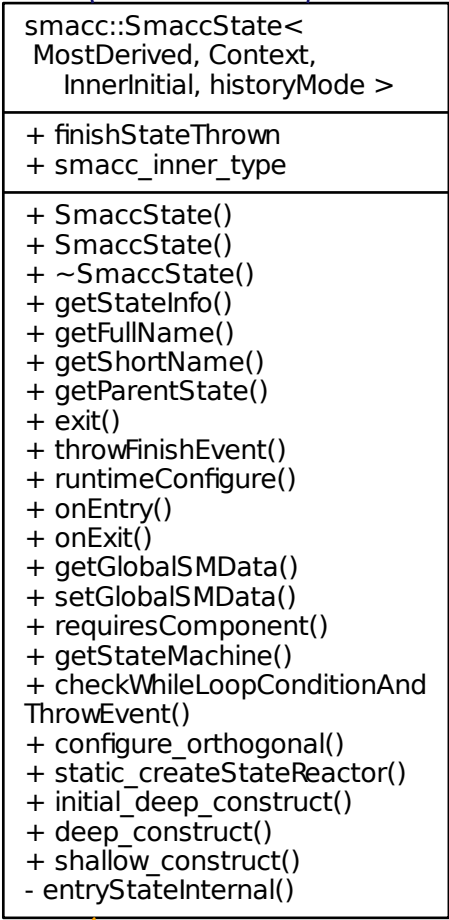 smacc::SmaccState<
MostDerived, Context,
InnerInitial, historyMode >
+ finishStateThrown
+ smacc_inner_type
+ SmaccState()
+ SmaccState()
+ ~SmaccState()
+ getStateInfo()
+ getFullName()
+ getShortName()
+ getParentState()
+ exit()
+ throwFinishEvent()
+ runtimeConfigure()
+ onEntry()
+ onExit()
+ getGlobalSMData()
+ setGlobalSMData()
+ requiresComponent()
+ getStateMachine()
+ checkWhileLoopConditionAnd
ThrowEvent()
+ configure_orthogonal()
+ static_createStateReactor()
+ initial_deep_construct()
+ deep_construct()
+ shallow_construct()
- entryStateInternal()